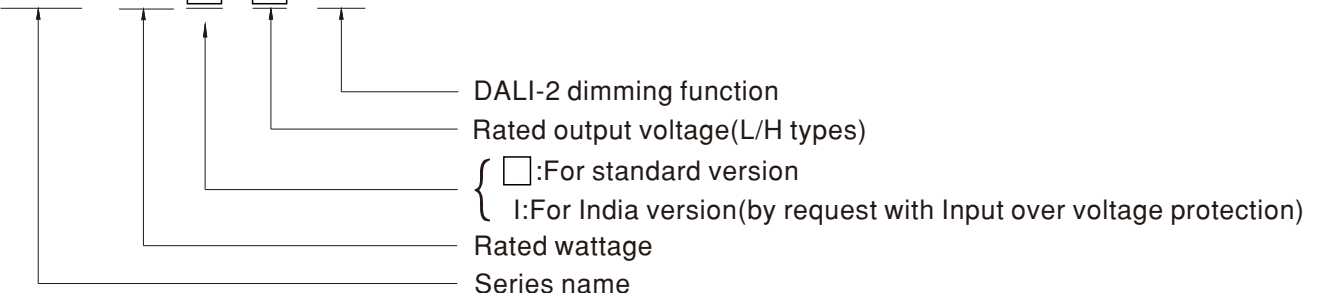 DALI-2 dimming function
Rated output voltage(L/H types)
□:For standard version
I:For India version(by request with Input over voltage protection)
Rated wattage
Series name